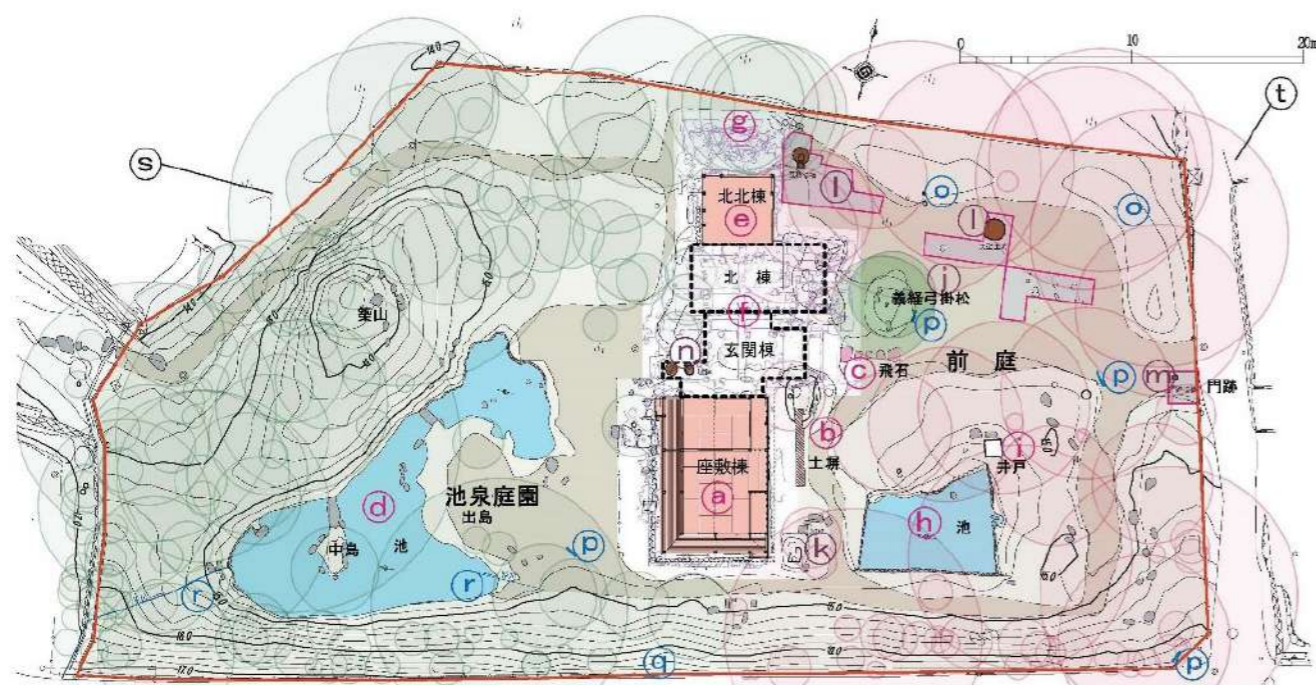 0 10 20m
s
t
g
l
o
o
北北棟
e
l
北 棟
j
義経弓掛松
築山
f
p
玄関棟
n
前 庭
c 飛石
p
m 門跡
b
i
土塀
井戸
座敷棟
a
d
池泉庭園
出島
h 池
中島 池
p
k
r
r
q
p